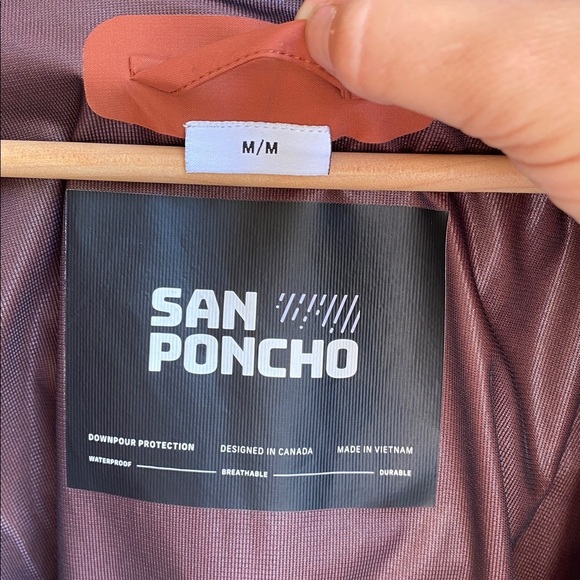 M/M
SAN
PONCHO
DOWNPOUR PROTECTION DESIGNED IN CANADA MADE IN VIETNAM
WATERPROOF BREATHABLE DURABLE